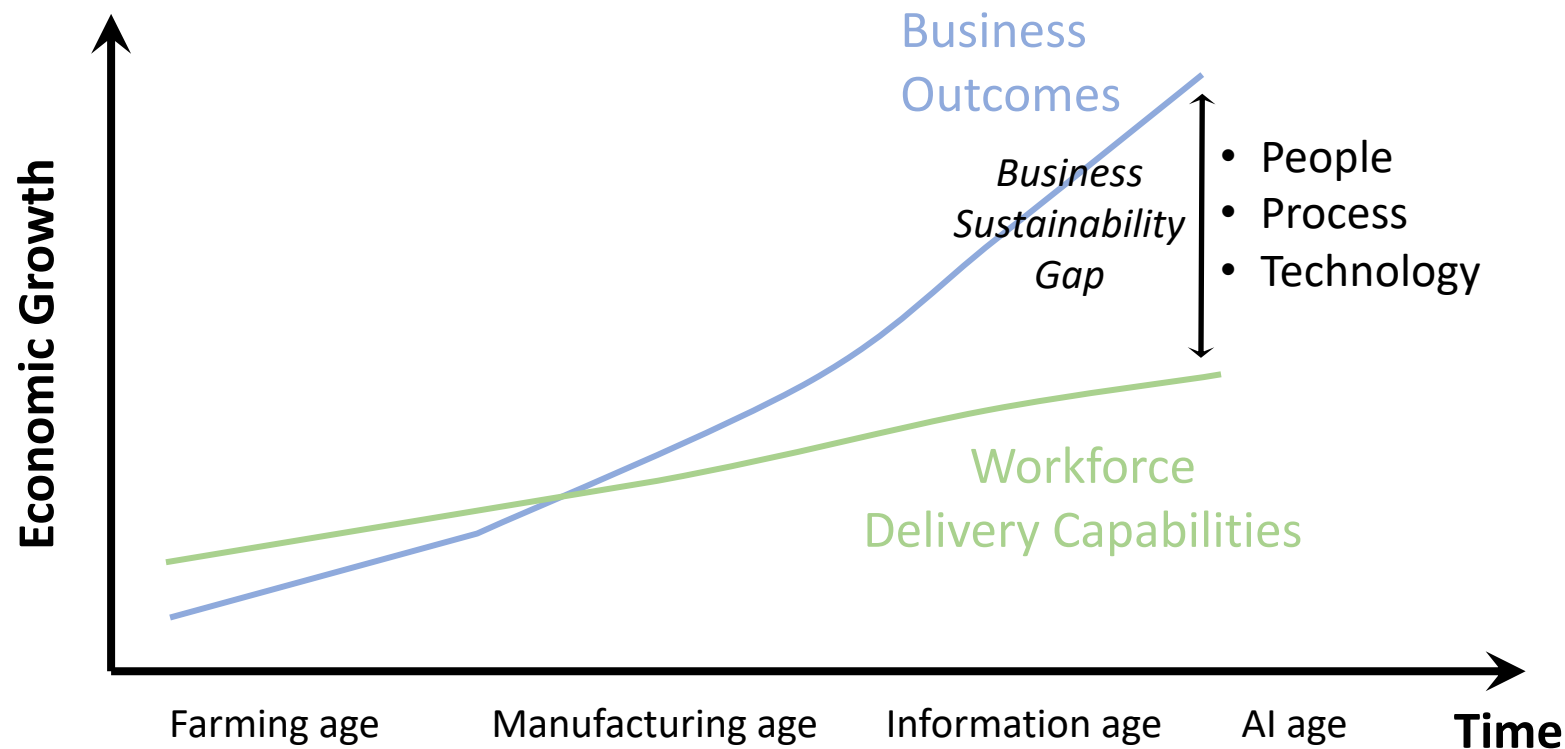 Business
Outcomes
Business
Sustainability
Gap
• People
• Process
• Technology
Economic Growth
Workforce
Delivery Capabilities
Farming age
Manufacturing age
Information age
AI age
Time